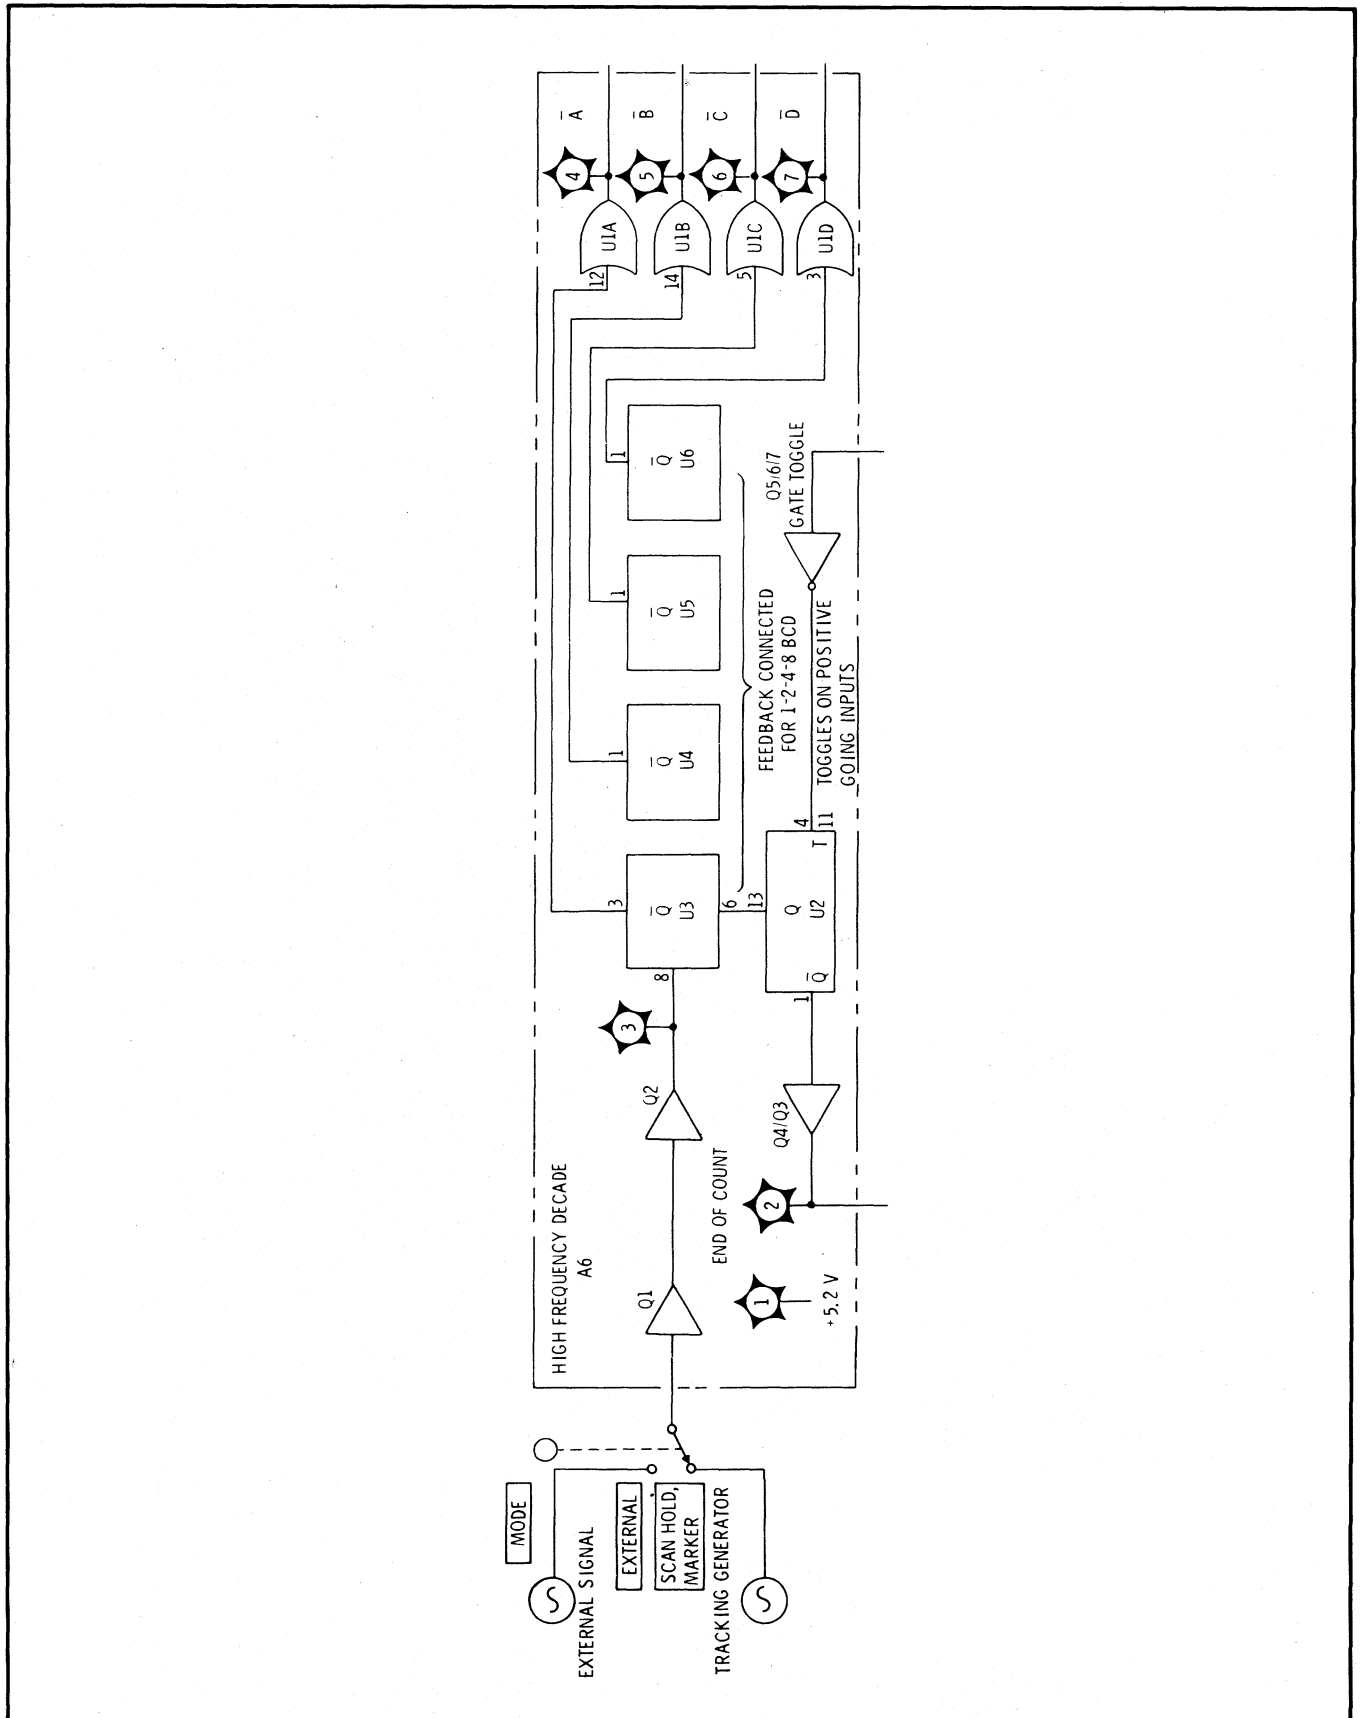 MODE
EXTERNAL SIGNAL
EXTERNAL
SCAN HOLD,
MARKER
TRACKING GENERATOR
HIGH FREQUENCY DECADE
A6
Q1
Q2
3
8
3
Q̅
U3
6
1
Q̅
U4
1
Q̅
U5
1
Q̅
U6
12
U1A
4
A̅
14
U1B
5
B̅
5
U1C
6
C̅
3
U1D
7
D̅
FEEDBACK CONNECTED
FOR 1-2-4-8 BCD
END OF COUNT
1
+5.2 V
2
Q4/Q3
1
Q̅
13
Q
U2
T
4
11
TOGGLES ON POSITIVE
GOING INPUTS
Q5/6/7
GATE TOGGLE